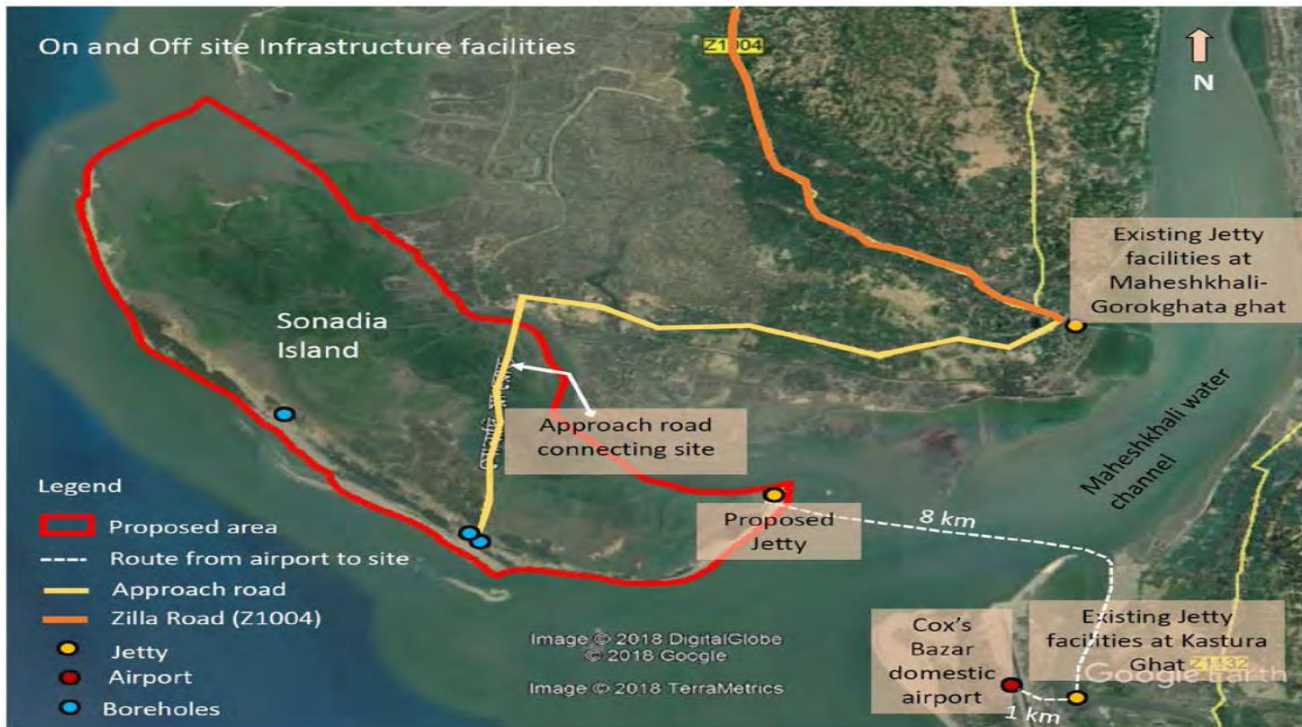 On and Off site Infrastructure facilities
Z1004
N
Existing Jetty
facilities at
Maheshkhali-
Gorokghata ghat
Sonadia
Island
Approach road
connecting site
Maheshkhali water
channel
Legend
Proposed area
Route from airport to site
Approach road
Zilla Road (Z1004)
Jetty
Airport
Boreholes
Proposed
Jetty
8 km
Image © 2018 DigitalGlobe
© 2018 Google
Image © 2018 TerraMetrics
Cox's
Bazar
domestic
airport
Existing Jetty
facilities at Kastura
Ghat Z1132
Google Earth
1 km